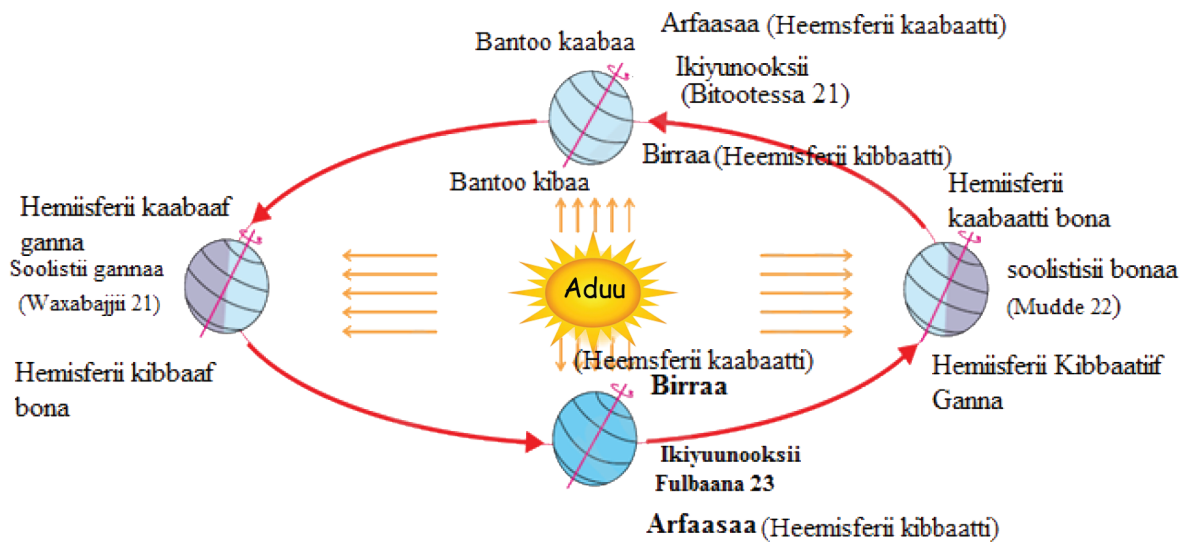 Bantoo kaabaa
Arfaasaa (Heemsferii kaabaatti)
Ikiyunooksii
(Bitootessa 21)
Birraa (Heemisferii kibbaatti)
Bantoo kibaa
Hemiisferii kaabaaf
ganna
Soolistii gannaa
(Waxabajjii 21)
Hemisferii kibbaaf
bona
Aduu
Hemiisferii
kaabaatti bona
soolistisii bonaa
(Mudde 22)
Hemiisferii Kibbaatiif
Ganna
(Heemsferii kaabaatti)
Birraa
Ikiyuunooksii
Fulbaana 23
Arfaasaa (Heemisferii kibbaatti)